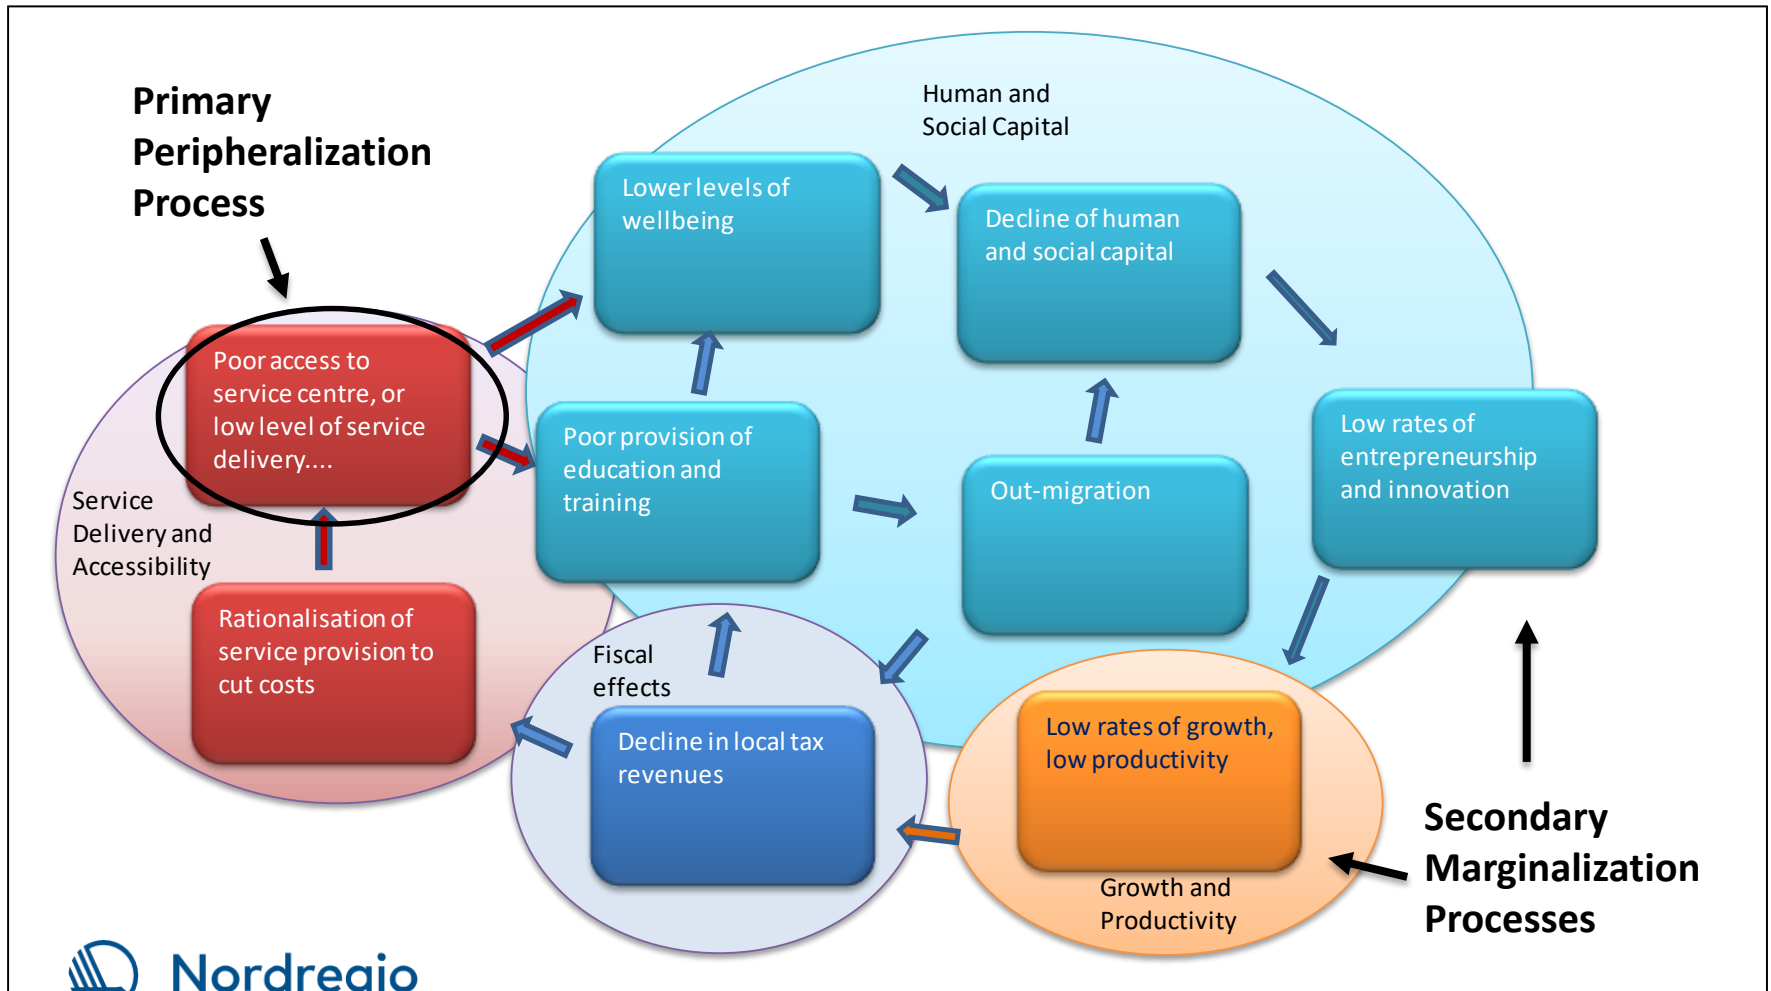 Primary
Peripheralization
Process
Human and
Social Capital
Lower levels of
wellbeing
Decline of human
and social capital
Poor access to
service centre, or
low level of service
delivery....
Poor provision of
education and
training
Out-migration
Low rates of
entrepreneurship
and innovation
Service
Delivery and
Accessibility
Rationalisation of
service provision to
cut costs
Fiscal
effects
Decline in local tax
revenues
Low rates of growth,
low productivity
Growth and
Productivity
Secondary
Marginalization
Processes
Nordregio